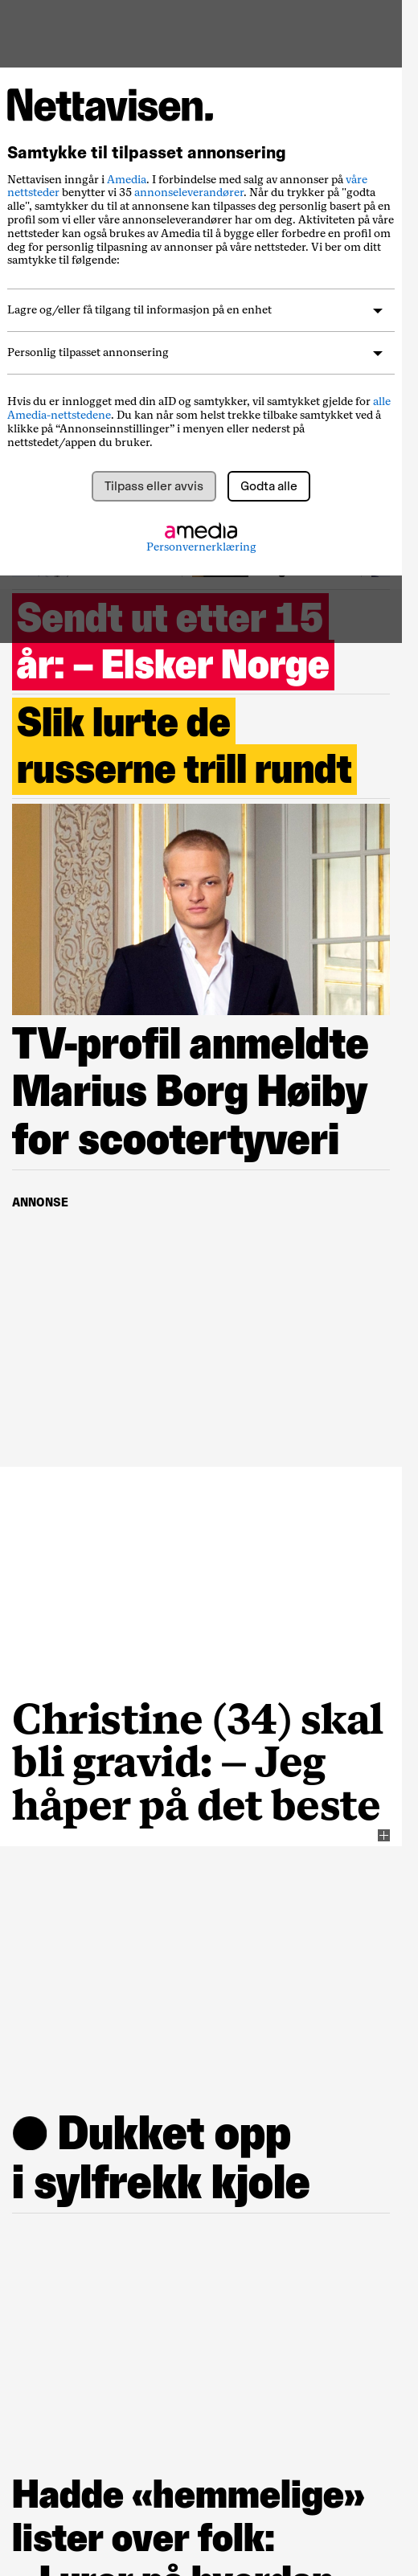 Nettavisen.
Samtykke til tilpasset annonsering
Nettavisen inngår i Amedia. I forbindelse med salg av annonser på våre
nettsteder benytter vi 35 annonseleverandører. Når du trykker på "godta
alle", samtykker du til at annonsene kan tilpasses deg personlig basert på en
profil som vi eller våre annonseleverandører har om deg. Aktiviteten på våre
nettsteder kan også brukes av Amedia til å bygge eller forbedre en profil om
deg for personlig tilpasning av annonser på våre nettsteder. Vi ber om ditt
samtykke til følgende:
Lagre og/eller få tilgang til informasjon på en enhet
Personlig tilpasset annonsering
Hvis du er innlogget med din aID og samtykker, vil samtykket gjelde for alle
Amedia-nettstedene. Du kan når som helst trekke tilbake samtykket ved å
klikke på “Annonseinnstillinger” i menyen eller nederst på
nettstedet/appen du bruker.
Tilpass eller avvis Godta alle
amedia
Personvernerklæring
Sendt ut etter 15
år: – Elsker Norge
Slik lurte de
russerne trill rundt
TV-profil anmeldte
Marius Borg Høiby
for scootertyveri
ANNONSE
Christine (34) skal
bli gravid: – Jeg
håper på det beste
● Dukket opp
i sylfrekk kjole
Hadde «hemmelige»
lister over folk:
– Lurer på hvordan